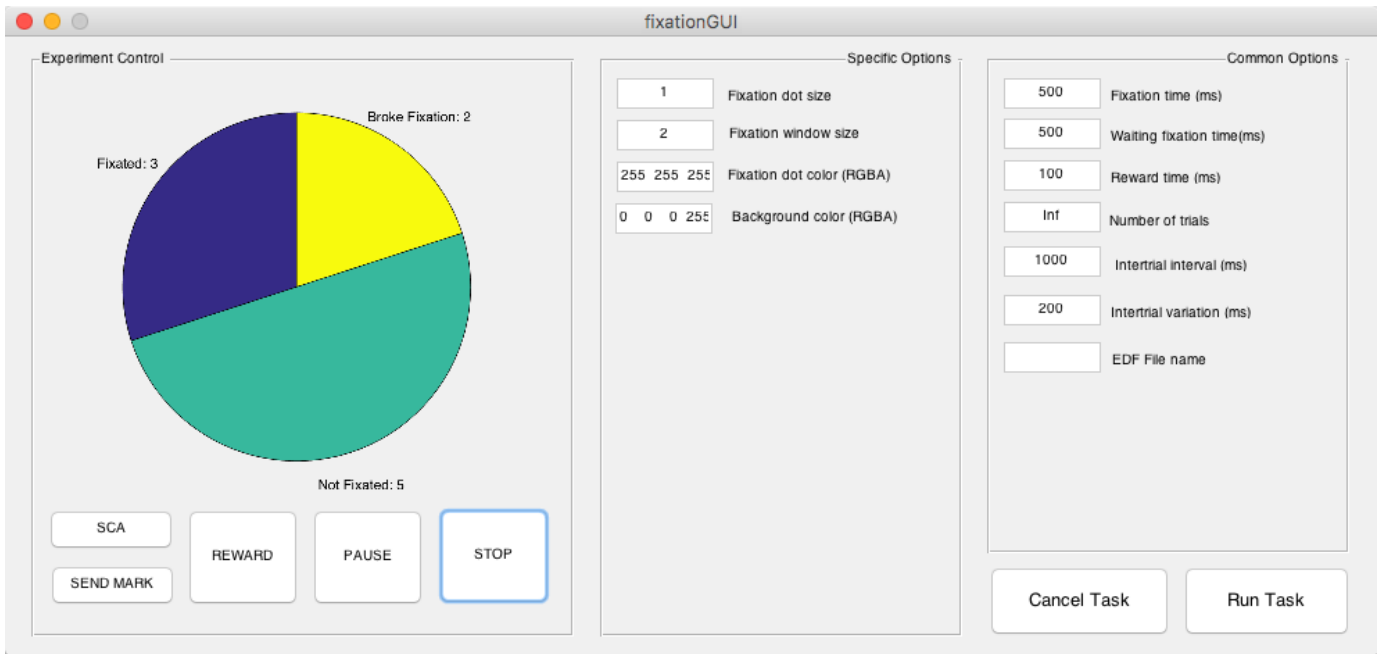 fixationGUI
Experiment Control
Broke Fixation: 2
Fixated: 3
Not Fixated: 5
SCA
SEND MARK
REWARD
PAUSE
STOP
Specific Options
1 Fixation dot size
2 Fixation window size
255 255 255 Fixation dot color (RGBA)
0 0 0 255 Background color (RGBA)
Common Options
500 Fixation time (ms)
500 Waiting fixation time(ms)
100 Reward time (ms)
Inf Number of trials
1000 Intertrial interval (ms)
200 Intertrial variation (ms)
EDF File name
Cancel Task
Run Task